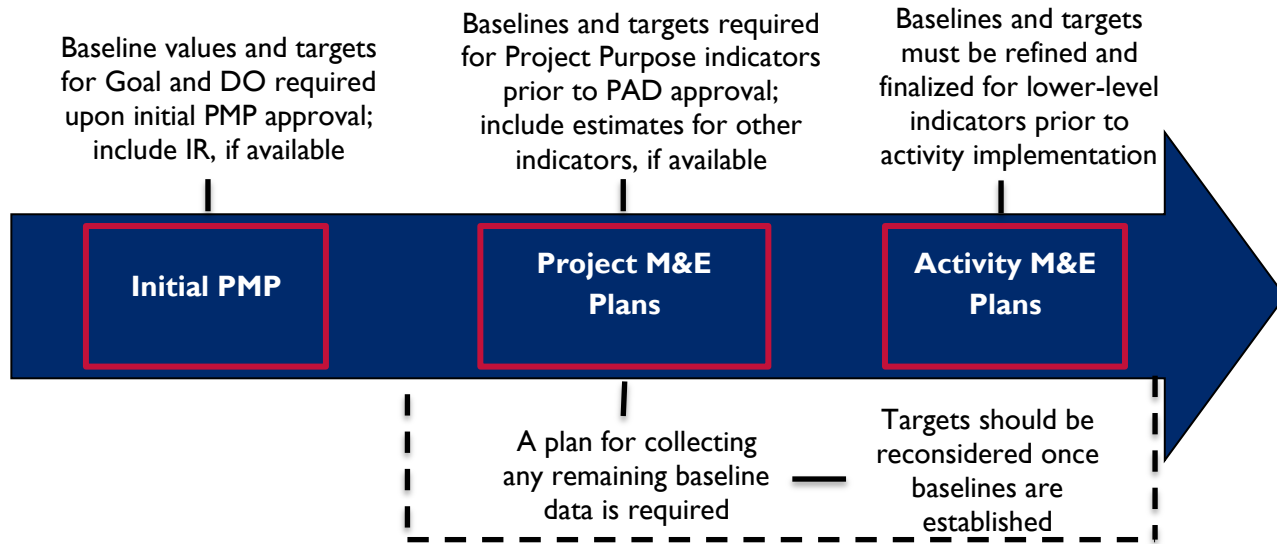 Baseline values and targets
for Goal and DO required
upon initial PMP approval;
include IR, if available
Baselines and targets required
for Project Purpose indicators
prior to PAD approval;
include estimates for other
indicators, if available
Baselines and targets
must be refined and
finalized for lower-level
indicators prior to
activity implementation
Initial PMP
Project M&E
Plans
Activity M&E
Plans
A plan for collecting
any remaining baseline
data is required
Targets should be
reconsidered once
baselines are
established